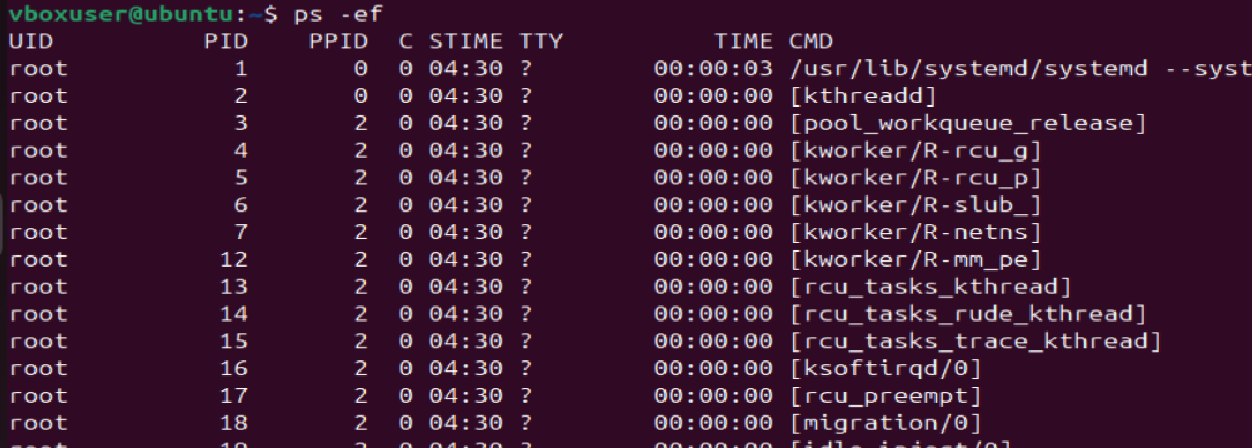 vboxuser@ubuntu:~$ ps -ef
UID          PID    PPID  C STIME TTY          TIME CMD
root           1       0  0 04:30 ?        00:00:03 /usr/lib/systemd/systemd --syst
root           2       0  0 04:30 ?        00:00:00 [kthreadd]
root           3       2  0 04:30 ?        00:00:00 [pool_workqueue_release]
root           4       2  0 04:30 ?        00:00:00 [kworker/R-rcu_g]
root           5       2  0 04:30 ?        00:00:00 [kworker/R-rcu_p]
root           6       2  0 04:30 ?        00:00:00 [kworker/R-slub_]
root           7       2  0 04:30 ?        00:00:00 [kworker/R-netns]
root          12       2  0 04:30 ?        00:00:00 [kworker/R-mm_pe]
root          13       2  0 04:30 ?        00:00:00 [rcu_tasks_kthread]
root          14       2  0 04:30 ?        00:00:00 [rcu_tasks_rude_kthread]
root          15       2  0 04:30 ?        00:00:00 [rcu_tasks_trace_kthread]
root          16       2  0 04:30 ?        00:00:00 [ksoftirqd/0]
root          17       2  0 04:30 ?        00:00:00 [rcu_preempt]
root          18       2  0 04:30 ?        00:00:00 [migration/0]